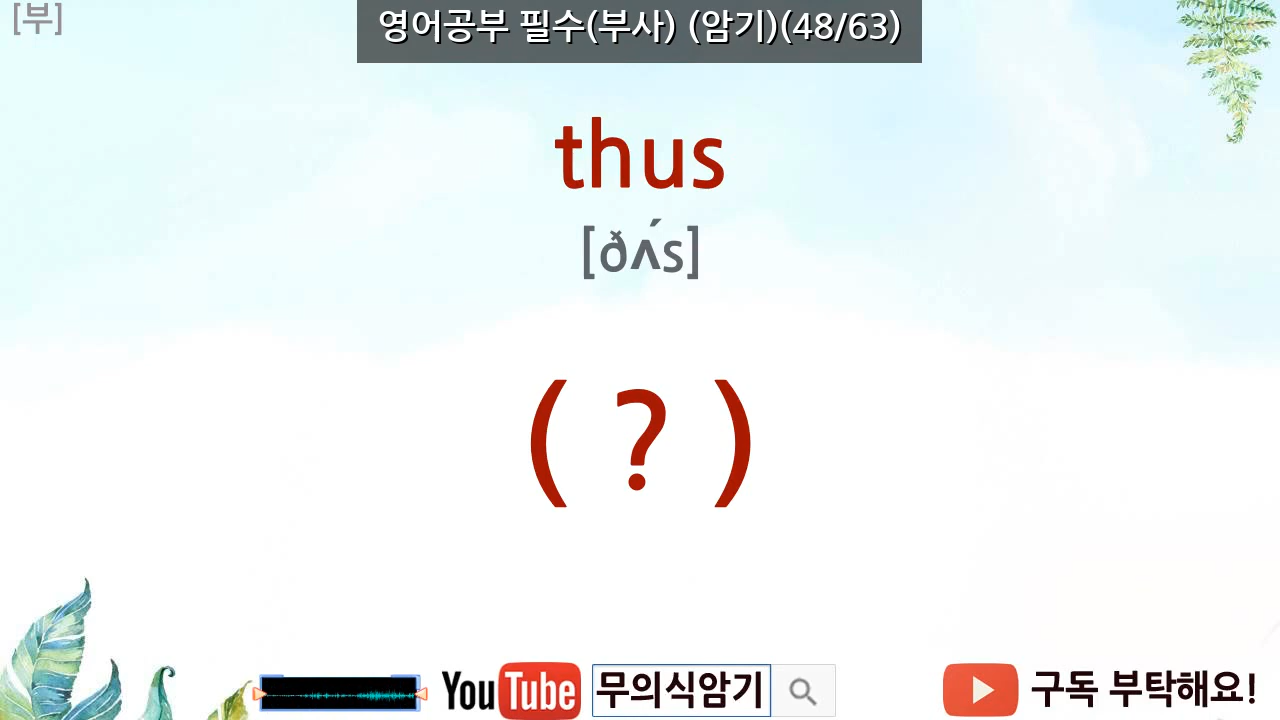 [부]
영어공부 필수(부사) (암기)(48/63)
thus
[ðʌ́s]
( ? )
YouTube 무의식암기 구독 부탁해요!